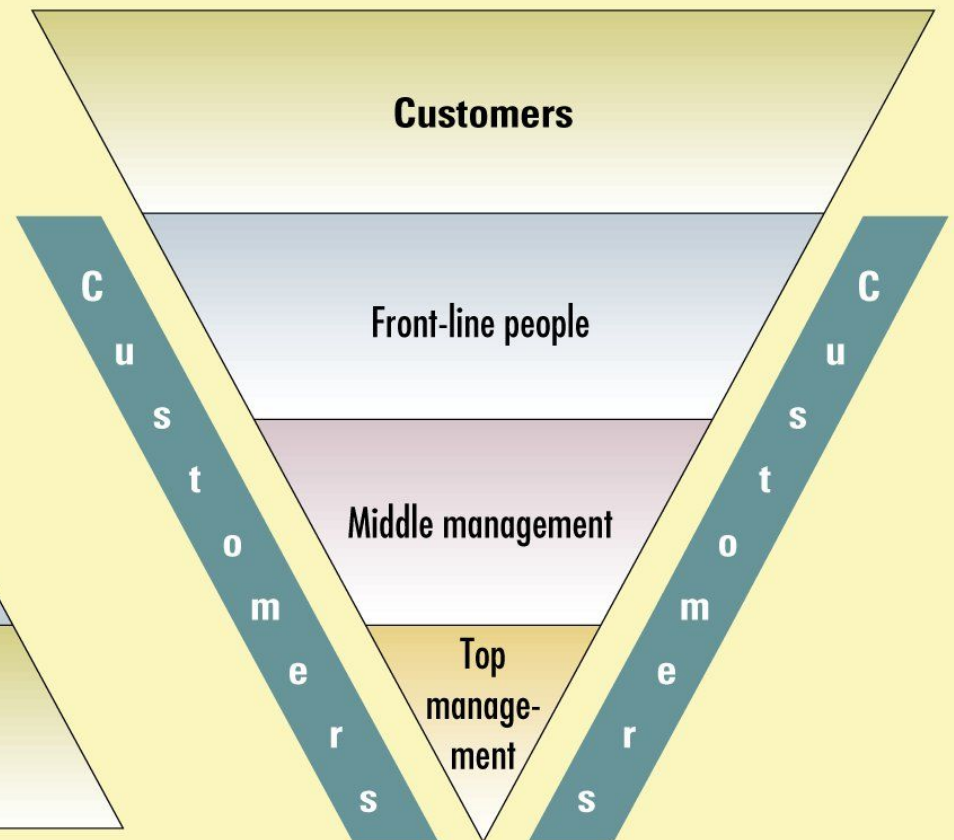 Customers
Front-line people
Middle management
Top
manage-
ment
Customers
Customers